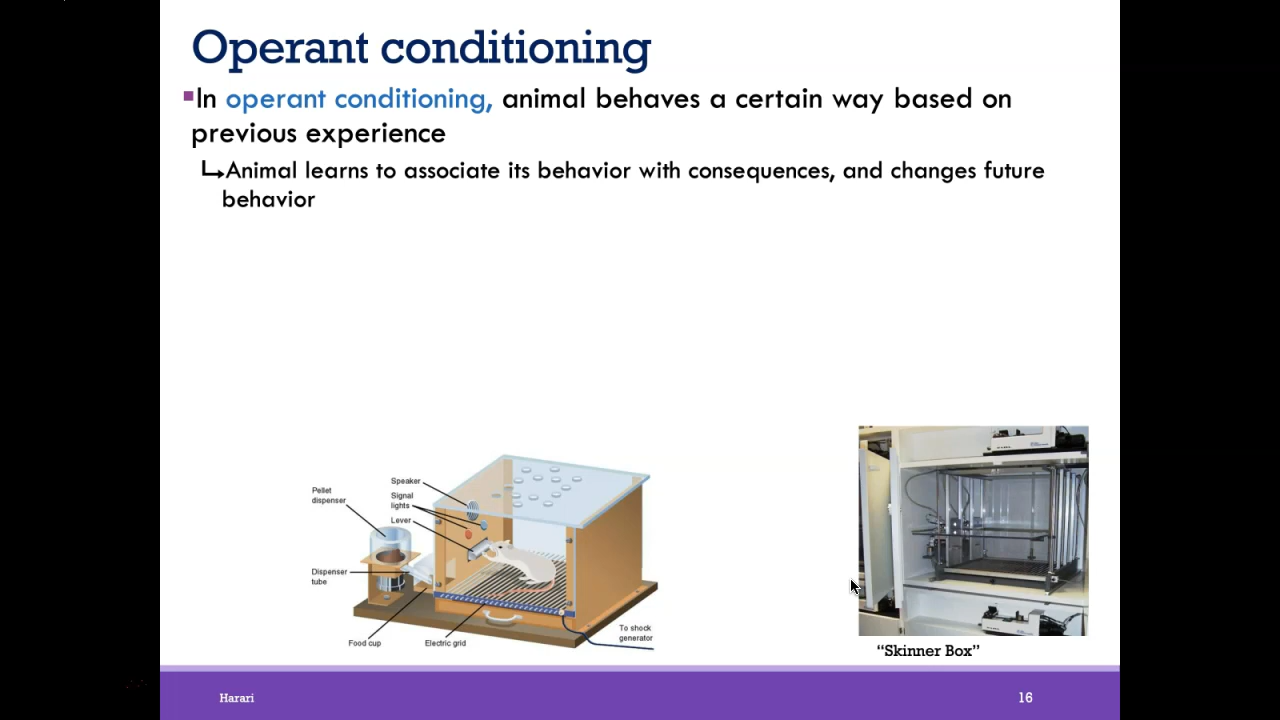 Operant conditioning
▪In operant conditioning, animal behaves a certain way based on
previous experience
↳Animal learns to associate its behavior with consequences, and changes future
behavior
Pellet
dispenser
Speaker
Signal
lights
Lever
Dispenser
tube
Food cup
Electric grid
To shock
generator
“Skinner Box”
Harari
16